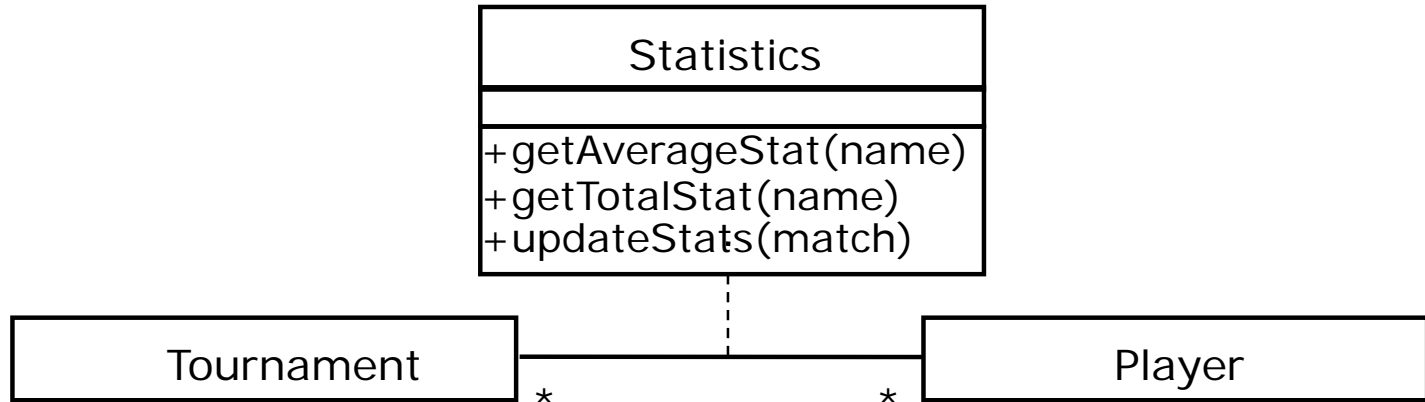 Statistics
+getAverageStat(name)
+getTotalStat(name)
+updateStats(match)
Tournament
Player
* *